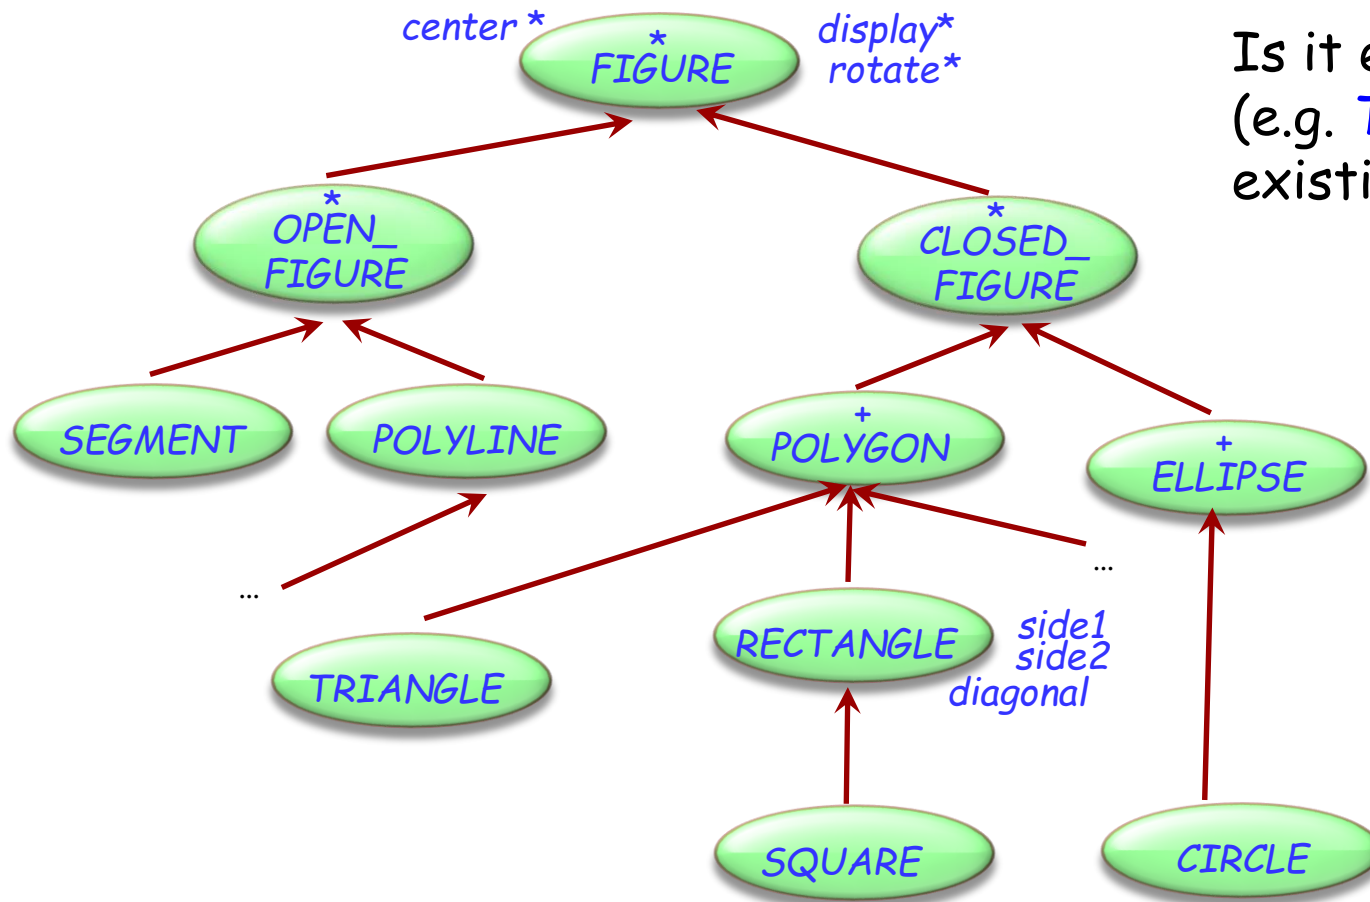 center *
*
FIGURE
display*
rotate*
Is it
(e.g.
*
OPEN_
FIGURE
*
CLOSED_
FIGURE
SEGMENT
POLYLINE
+
POLYGON
+
ELLIPSE
...
...
TRIANGLE
RECTANGLE
side1
side2
diagonal
SQUARE
CIRCLE